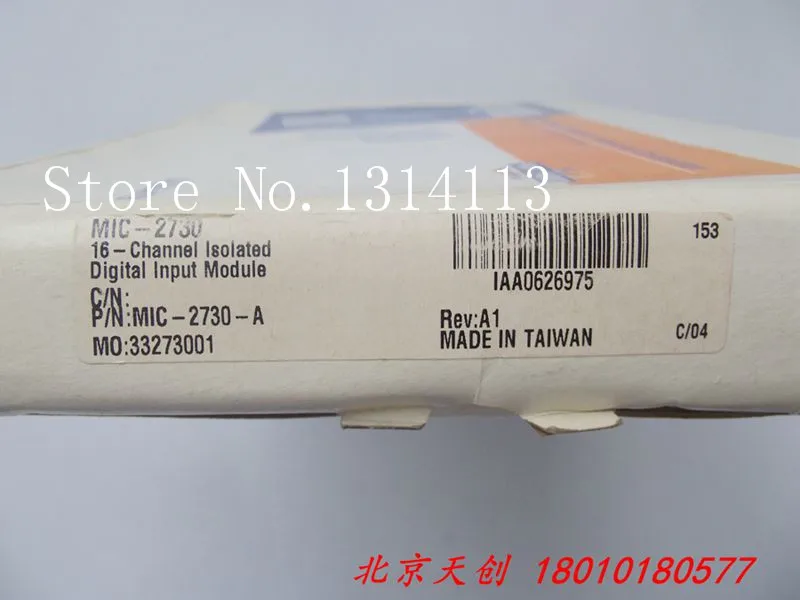 Store No.1314113
MIC-2730
16-Channel Isolated
Digital Input Module
C/N:
P/N:MIC-2730-A
MO:33273001
IAA0626975
153
Rev:A1
MADE IN TAIWAN
C/04
北京天创 18010180577